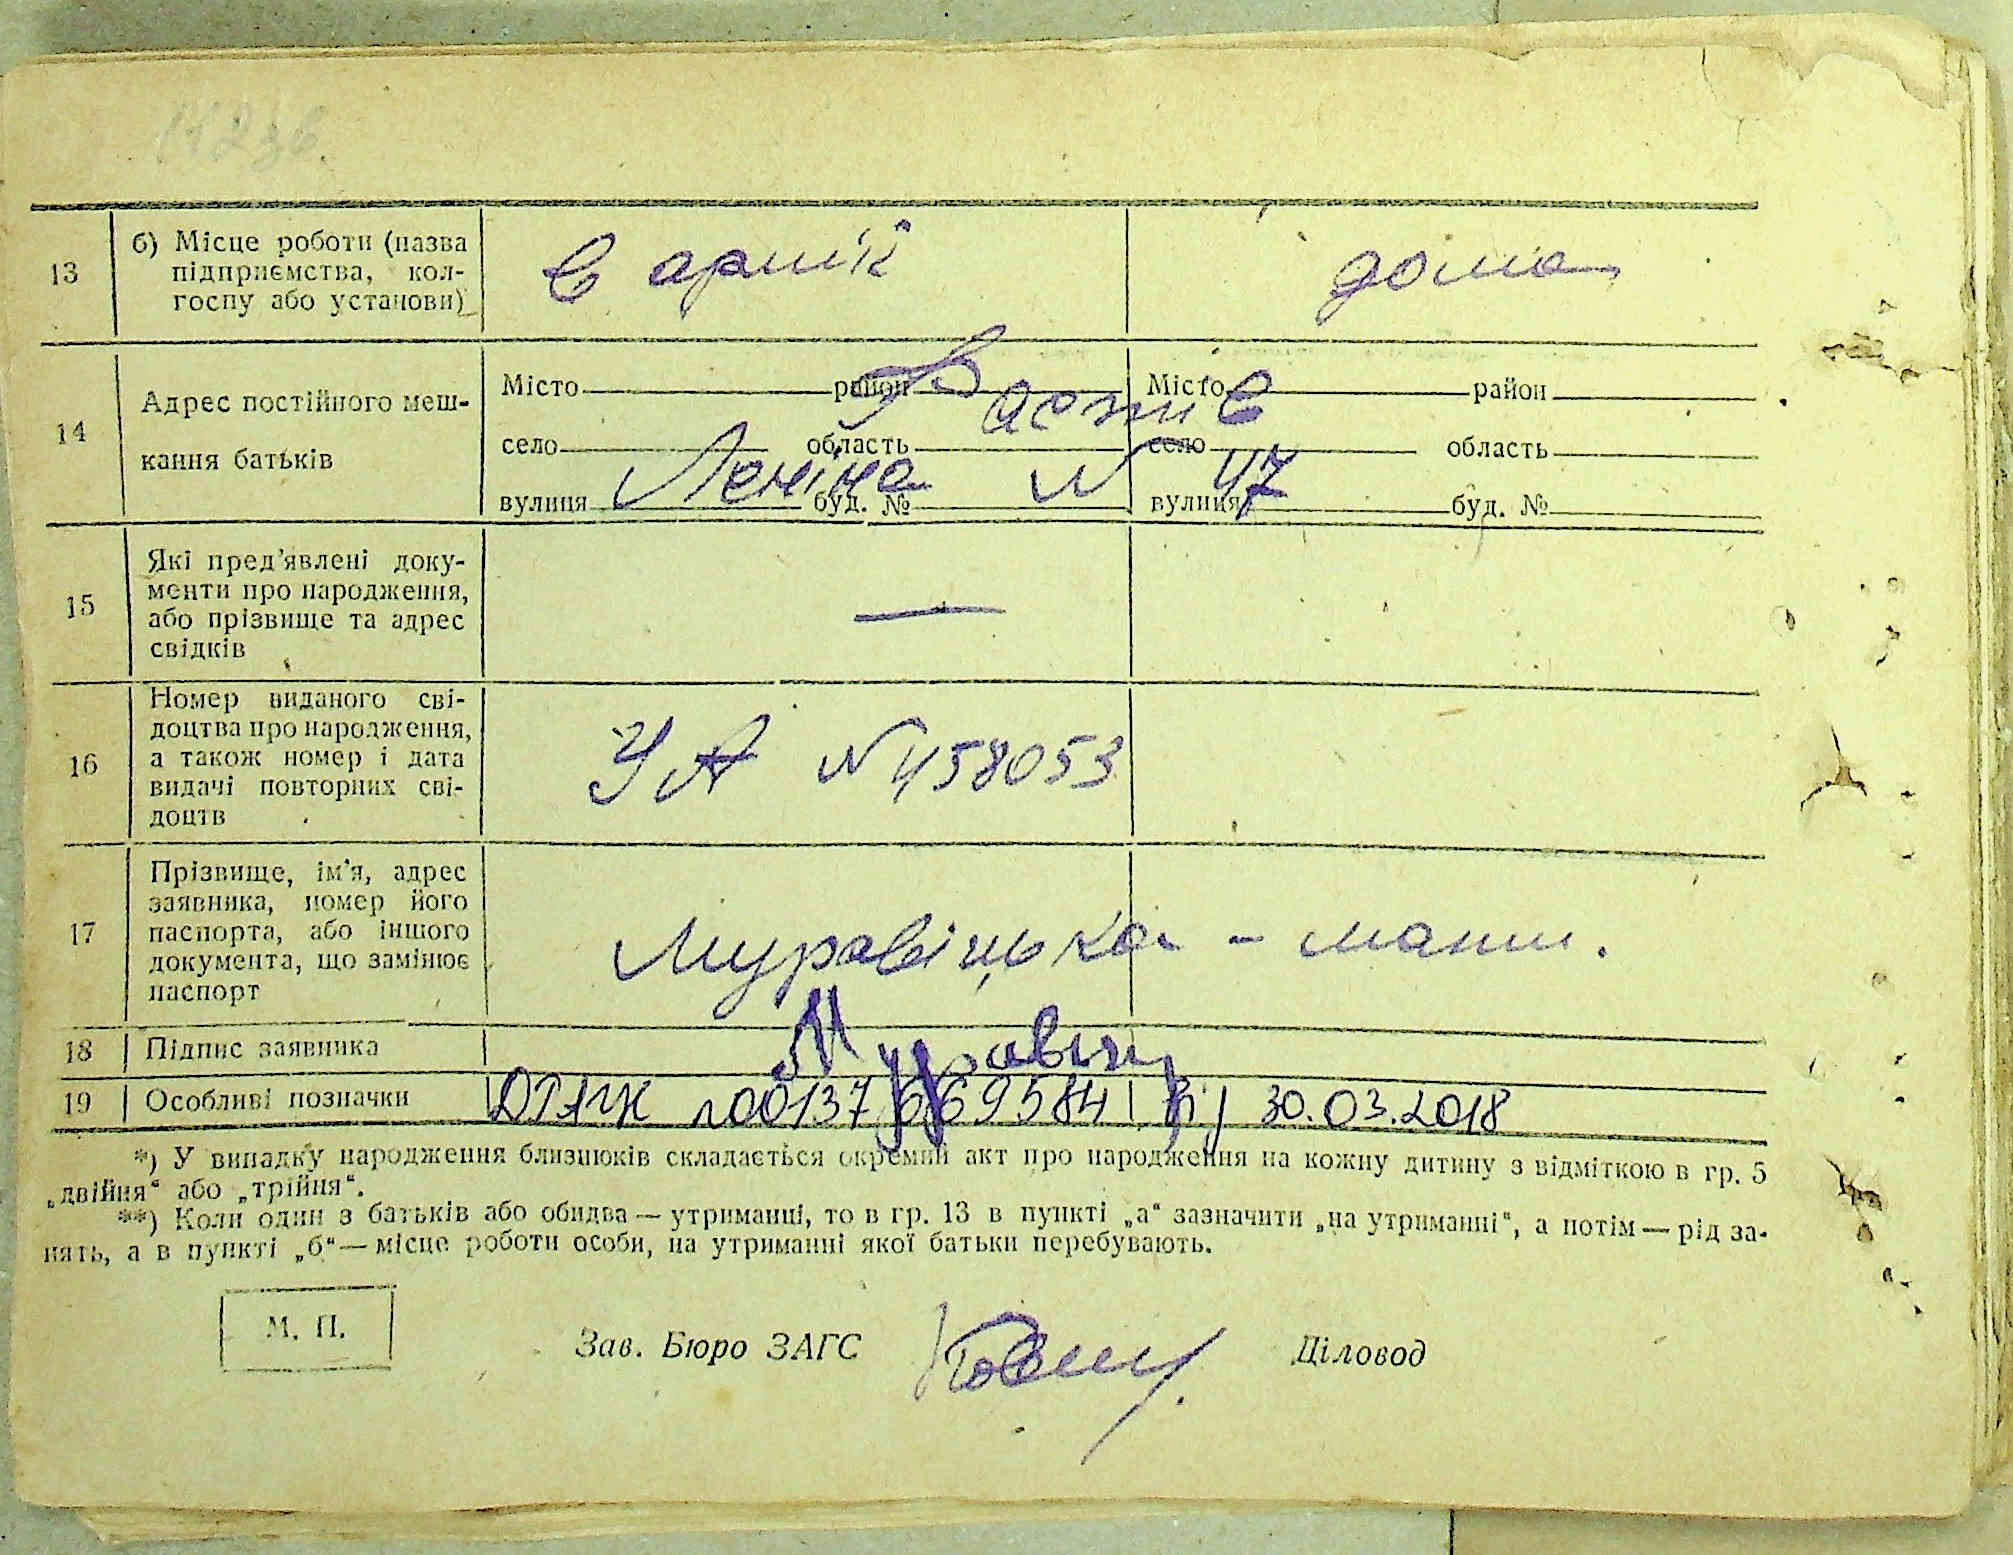 13
б) Місце роботи (назва
підприємства, кол-
госпу або установи)
в армії
дома
14
Адрес постійного меш-
кання батьків
Місто район
Місто район
Фастів
село область
село область
вулиця Леніна буд. № N 47
вулиця буд. №
15
Які пред’явлені доку-
менти про народження,
або прізвище та адрес
свідків
—
16
Номер виданого сві-
доцтва про народження,
а також номер і дата
видачі повторних сві-
доцтв
УА N 458053
17
Прізвище, ім’я, адрес
заявника, номер його
паспорта, або іншого
документа, що замінює
паспорт
Муравіцька - мати.
18 Підпис заявника
Муравіц
19 Особливі позначки
00137669584 від 30.03.2018
*) У випадку народження близнюків складається окремий акт про народження на кожну дитину з відміткою в гр. 5
„двійня“ або „трійня“.
**) Коли один з батьків або обидва — утриманці, то в гр. 13 в пункті „а“ зазначити „на утриманні“, а потім — рід за-
нять, а в пункті „б“ — місце роботи особи, на утриманні якої батьки перебувають.
М. П.
Зав. Бюро ЗАГС
Діловод